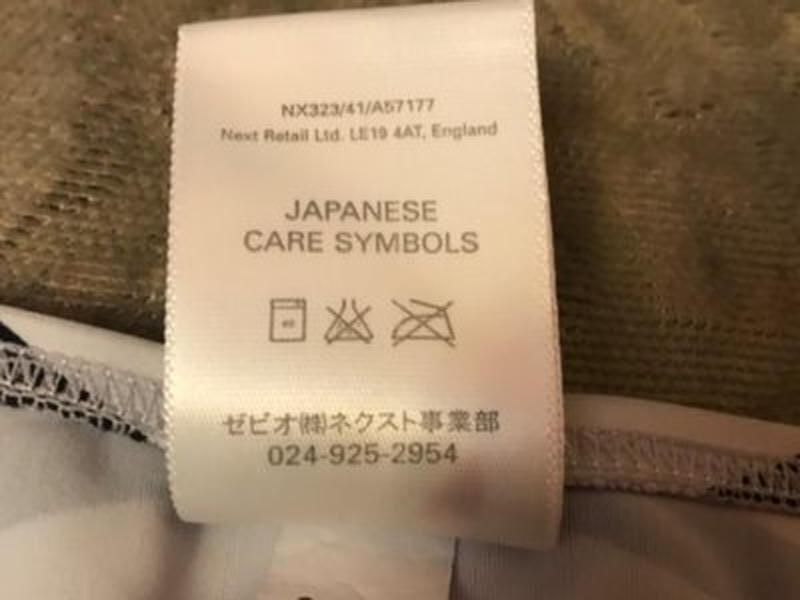 NX323/41/A57177
Next Retail Ltd. LE19 4AT, England
JAPANESE
CARE SYMBOLS
40
ゼビオ㈱ネクスト事業部
024-925-2954